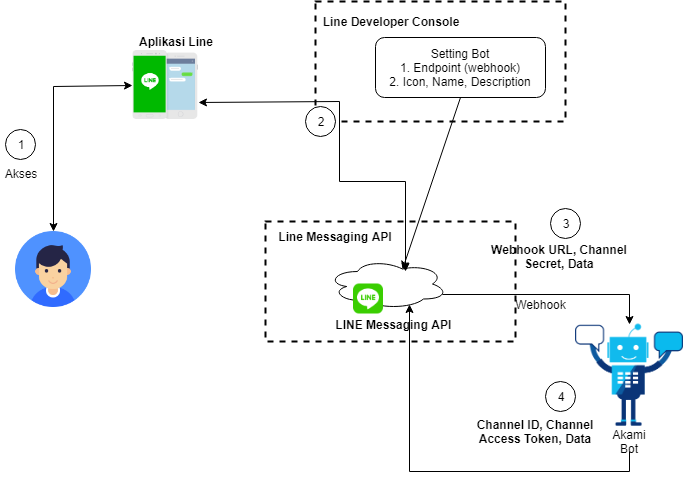 Line Developer Console
Aplikasi Line
Setting Bot
1. Endpoint (webhook)
2. Icon, Name, Description
LINE
2
1
Akses
3
Line Messaging API
Webhook URL, Channel
Secret, Data
LINE
Webhook
LINE Messaging API
4
Channel ID, Channel
Access Token, Data
Akami
Bot